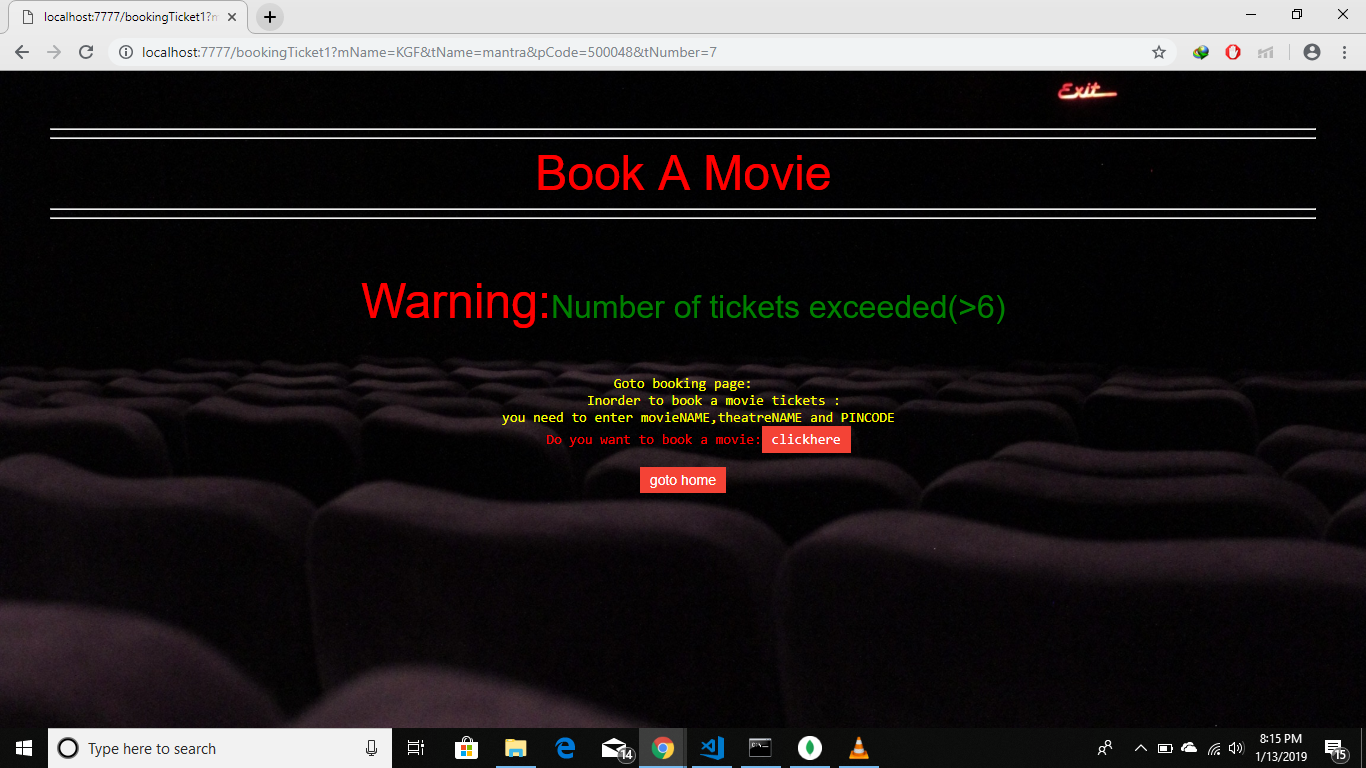 localhost:7777/bookingTicket1?m
localhost:7777/bookingTicket1?mName=KGF&tName=mantra&pCode=500048&tNumber=7
Exit
Book A Movie
Warning:Number of tickets exceeded(>6)
Goto booking page:
Inorder to book a movie tickets :
you need to enter movieNAME,theatreNAME and PINCODE
Do you want to book a movie:clickhere
goto home
Type here to search
14
8:15 PM
1/13/2019
15